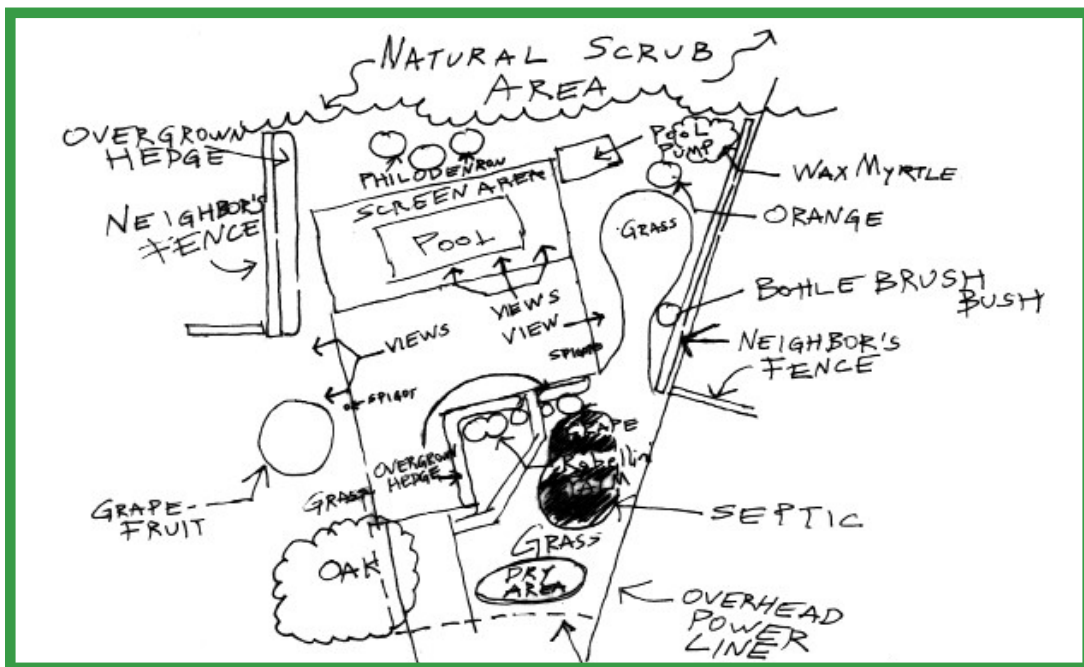 NATURAL SCRUB
AREA
OVERGROWN
HEDGE
POOL
PUMP
PHILODENRON
WAX MYRTLE
SCREEN AREA
NEIGHBOR'S
FENCE
ORANGE
GRASS
POOL
BOTTLE BRUSH
BUSH
VIEWS
VIEW'S
VIEW
SPIGOT
NEIGHBOR'S
FENCE
SPIGOT
OVERGROWN
HEDGE
GRASS
GRAPE-
FRUIT
SEPTIC
GRASS
OAK
DRY
AREA
OVERHEAD
POWER
LINE